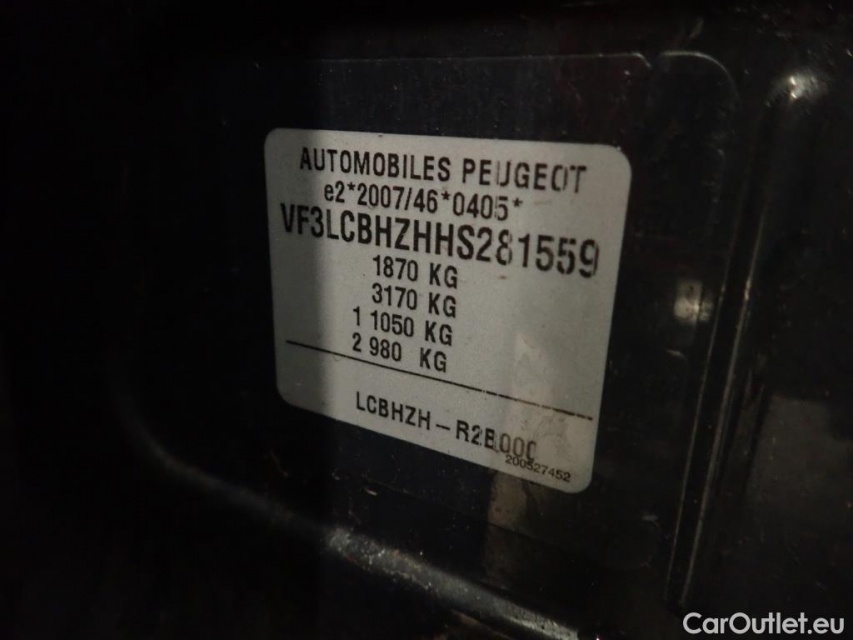 AUTOMOBILES PEUGEOT
e2*2007/46*0405*
VF3LCBHZHHS281559
1870 KG
3170 KG
1 1050 KG
2 980 KG
LCBHZH-R2B000
200527452
CarOutlet.eu